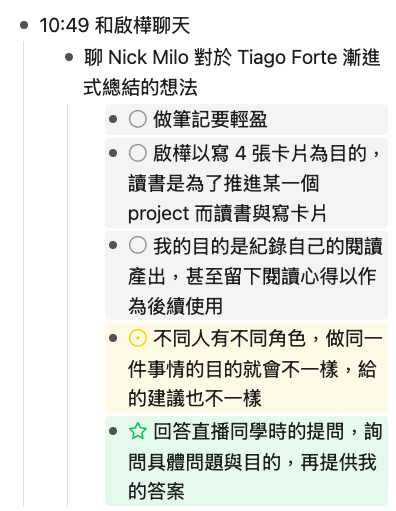 10:49 和啟樺聊天
聊 Nick Milo 對於 Tiago Forte 漸進
式總結的想法
做筆記要輕盈
啟樺以寫 4 張卡片為目的，
讀書是為了推進某一個
project 而讀書與寫卡片
我的目的是紀錄自己的閱讀
產出，甚至留下閱讀心得以作
為後續使用
不同人有不同角色，做同一
件事情的目的就會不一樣，給
的建議也不一樣
回答直播同學時的提問，詢
問具體問題與目的，再提供我
的答案